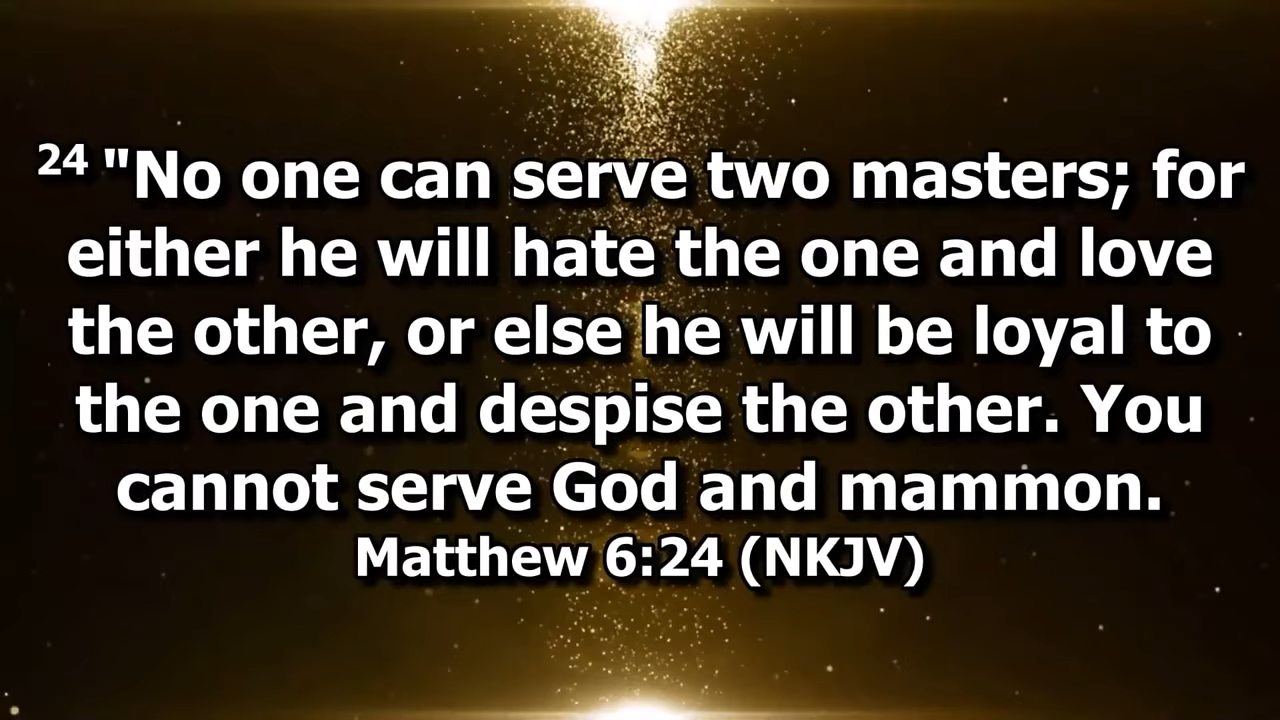 24 "No one can serve two masters; for
either he will hate the one and love
the other, or else he will be loyal to
the one and despise the other. You
cannot serve God and mammon.
Matthew 6:24 (NKJV)